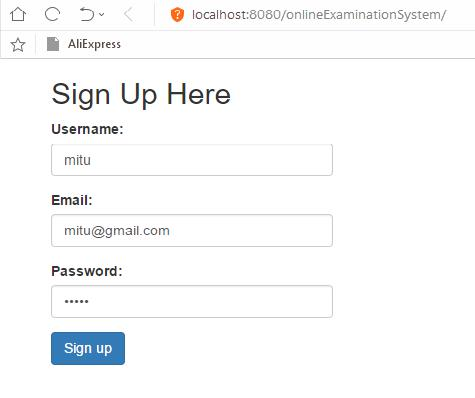 localhost:8080/onlineExaminationSystem/
AliExpress
Sign Up Here
Username:
mitu
Email:
mitu@gmail.com
Password:
•••••
Sign up